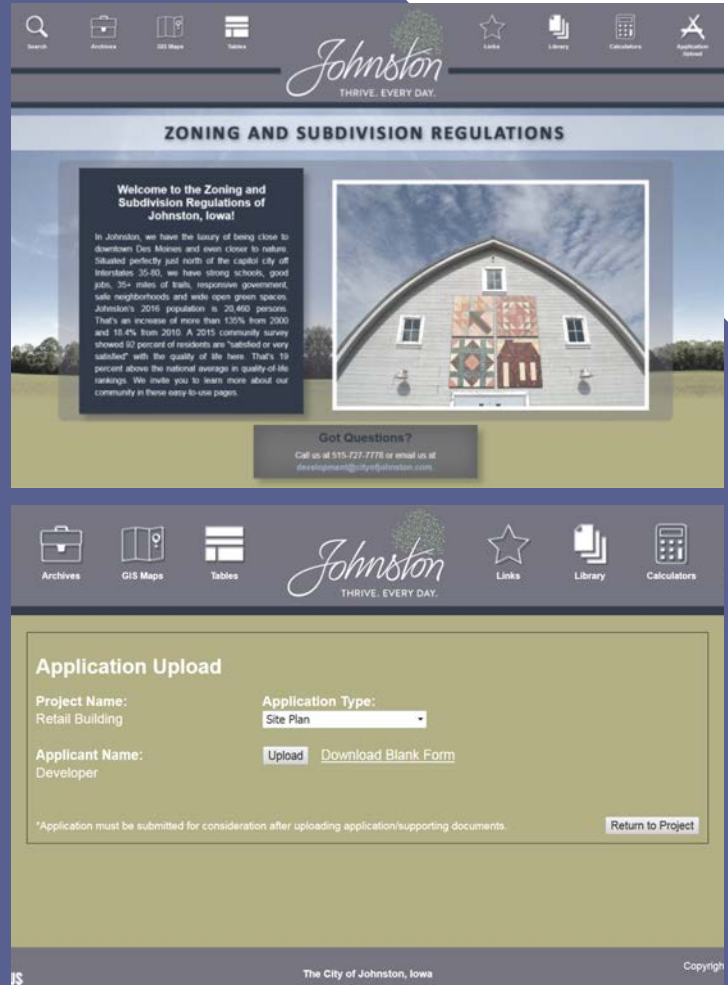 Search
Archives
GIS Maps
Tables
Johnston
THRIVE. EVERY DAY.
Links
Library
Calculators
Application
Upload
ZONING AND SUBDIVISION REGULATIONS
Welcome to the Zoning and
Subdivision Regulations of
Johnston, Iowa!
In Johnston, we have the luxury of being close to
downtown Des Moines and even closer to nature.
Situated perfectly just north of the capitol city off
Interstates 35-80, we have strong schools, good
jobs, 35+ miles of trails, responsive government,
safe neighborhoods and wide open green spaces.
Johnston's 2016 population is 20,460 persons.
That's an increase of more than 135% from 2000
and 18.4% from 2010. A 2015 community survey
showed 92 percent of residents are "satisfied or very
satisfied" with the quality of life here. That's 19
percent above the national average in quality-of-life
rankings. We invite you to learn more about our
community in these easy-to-use pages.
Got Questions?
Call us at 515-727-7778 or email us at
development@cityofjohnston.com.
Archives
GIS Maps
Tables
Johnston
THRIVE. EVERY DAY.
Links
Library
Calculators
Application Upload
Project Name:
Retail Building
Application Type:
Site Plan
Applicant Name:
Developer
Upload
Download Blank Form
*Application must be submitted for consideration after uploading application/supporting documents.
Return to Project
US
The City of Johnston, Iowa
Copyrigh